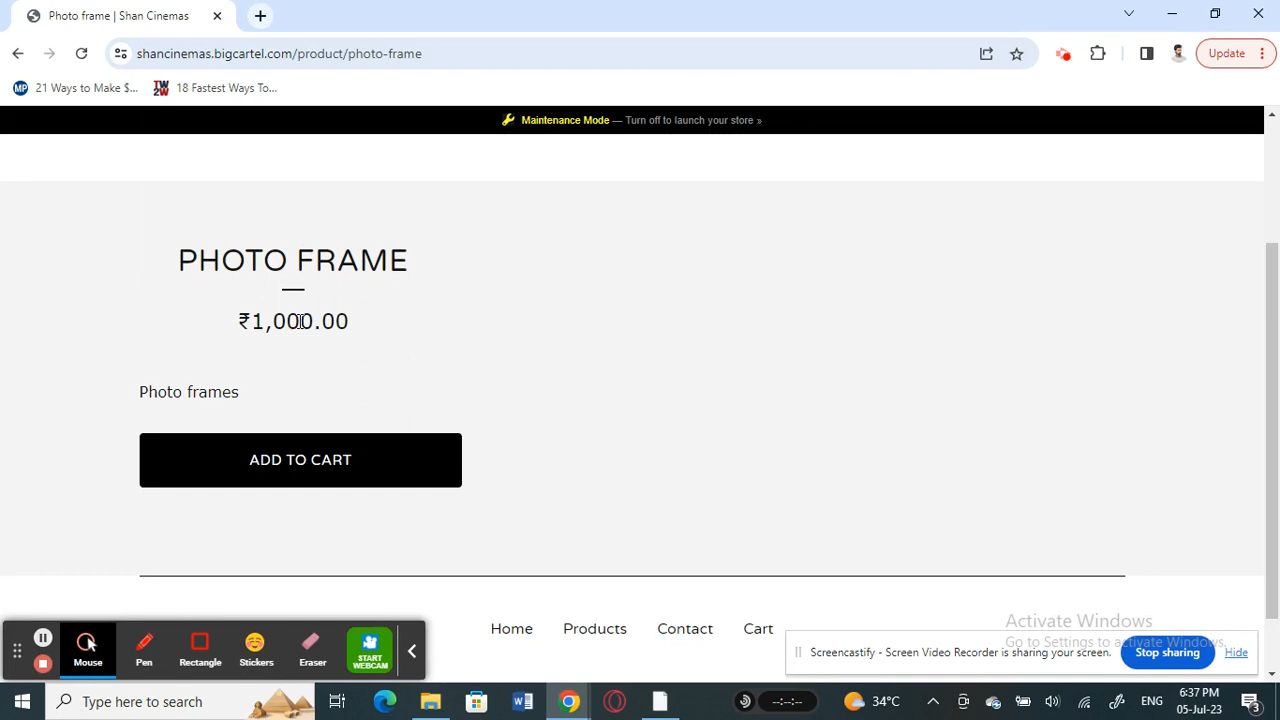 Photo frame | Shan Cinemas
shancinemas.bigcartel.com/product/photo-frame
Update
MP 21 Ways to Make $...
TW2W 18 Fastest Ways To...
Maintenance Mode — Turn off to launch your store »
PHOTO FRAME
₹1,000.00
Photo frames
ADD TO CART
Home Products Contact Cart
Activate Windows
Go to Settings to activate Windows.
Screencastify - Screen Video Recorder is sharing your screen. Stop sharing Hide
Mouse Pen Rectangle Stickers Eraser START WEBCAM
Type here to search
--:--:--
34°C
ENG
6:37 PM
05-Jul-23
3